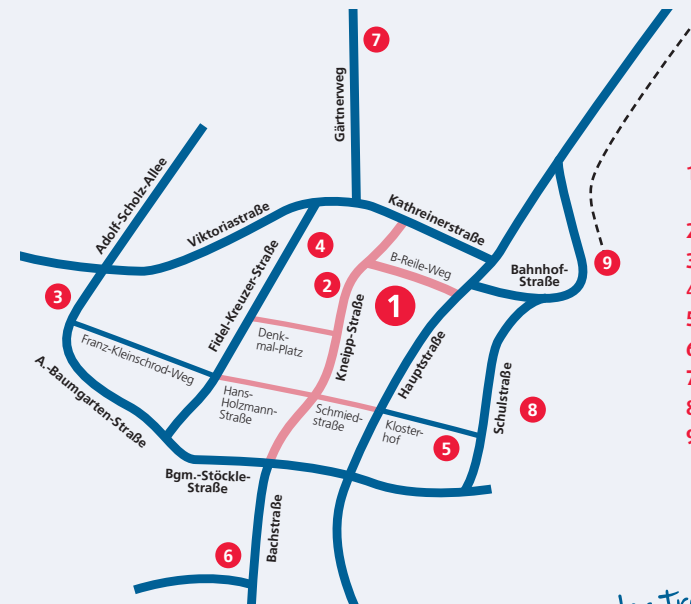 7
Gärtnerweg
Adolf-Scholz-Allee
Viktoriastraße
Kathreinerstraße
4
B-Reile-Weg
Bahnhof-
Straße
9
2
3
1
Fidel-Kreuzer-Straße
Kneipp-Straße
Hauptstraße
Denk-
mal-Platz
Franz-Kleinschrod-Weg
A.-Baumgarten-Straße
Hans-
Holzmann-
Straße
Schmied-
straße
Kloster-
hof
Schulstraße
8
5
Bgm.-Stöckle-
Straße
Bachstraße
6